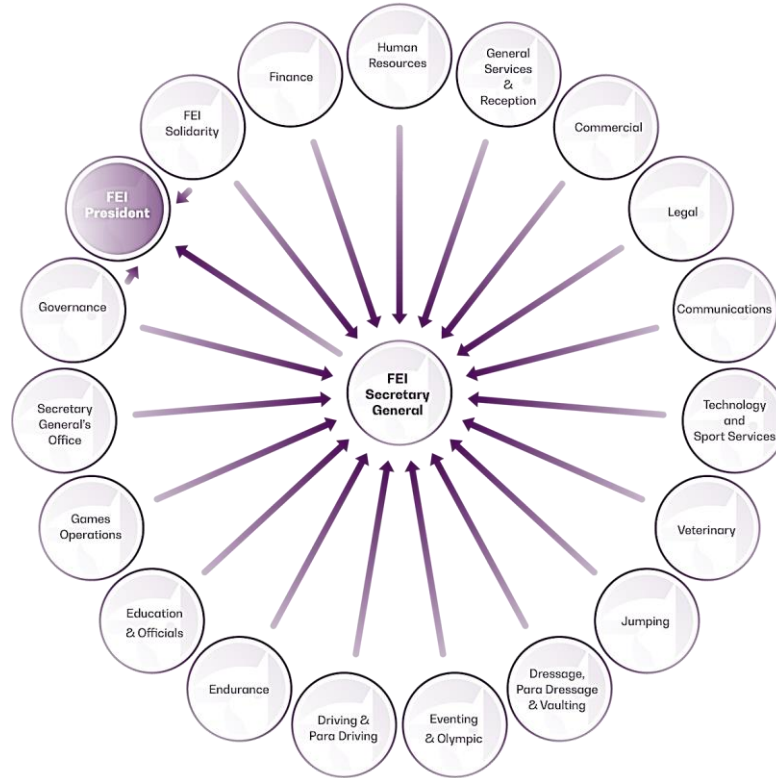 Human
Resources
General
Services
&
Reception
Commercial
Legal
Communications
Technology
and
Sport Services
Veterinary
Jumping
Dressage,
Para Dressage
& Vaulting
Eventing
& Olympic
Driving &
Para Driving
Endurance
Education
& Officials
Games
Operations
Secretary
General's
Office
Governance
FEI
President
FEI
Solidarity
Finance
FEI
Secretary
General